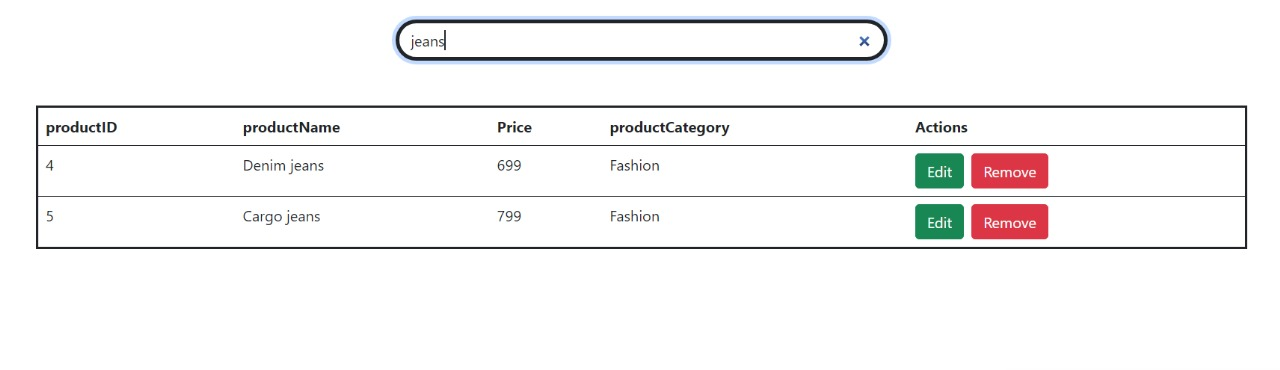 jeans
productID productName Price productCategory Actions
4 Denim jeans 699 Fashion Edit Remove
5 Cargo jeans 799 Fashion Edit Remove